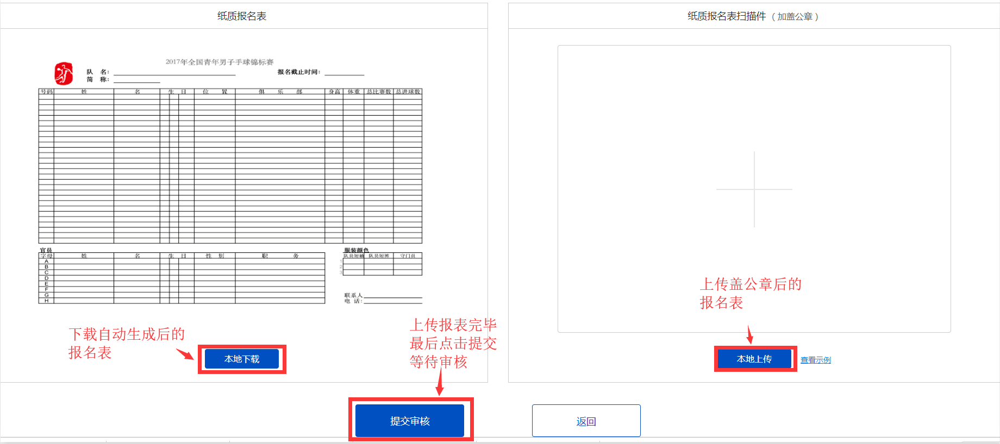 纸质报名表
2017年全国青年男子手球锦标赛
队 名：
报名截止时间：
简 称：
号码 姓 名 生 日 位 置 俱 乐 部 身高 体重 总比赛数 总进球数
官员
字母 姓 名 生 日 性 别 职 务
A
B
C
D
E
F
G
H
服装颜色
队员短袖 队员短裤 守门员
1
2
3
联系人
电 话：
下载自动生成后的
报名表
本地下载
纸质报名表扫描件（加盖公章）
上传盖公章后的
报名表
本地上传 查看示例
上传报表完毕
最后点击提交
等待审核
提交审核
返回